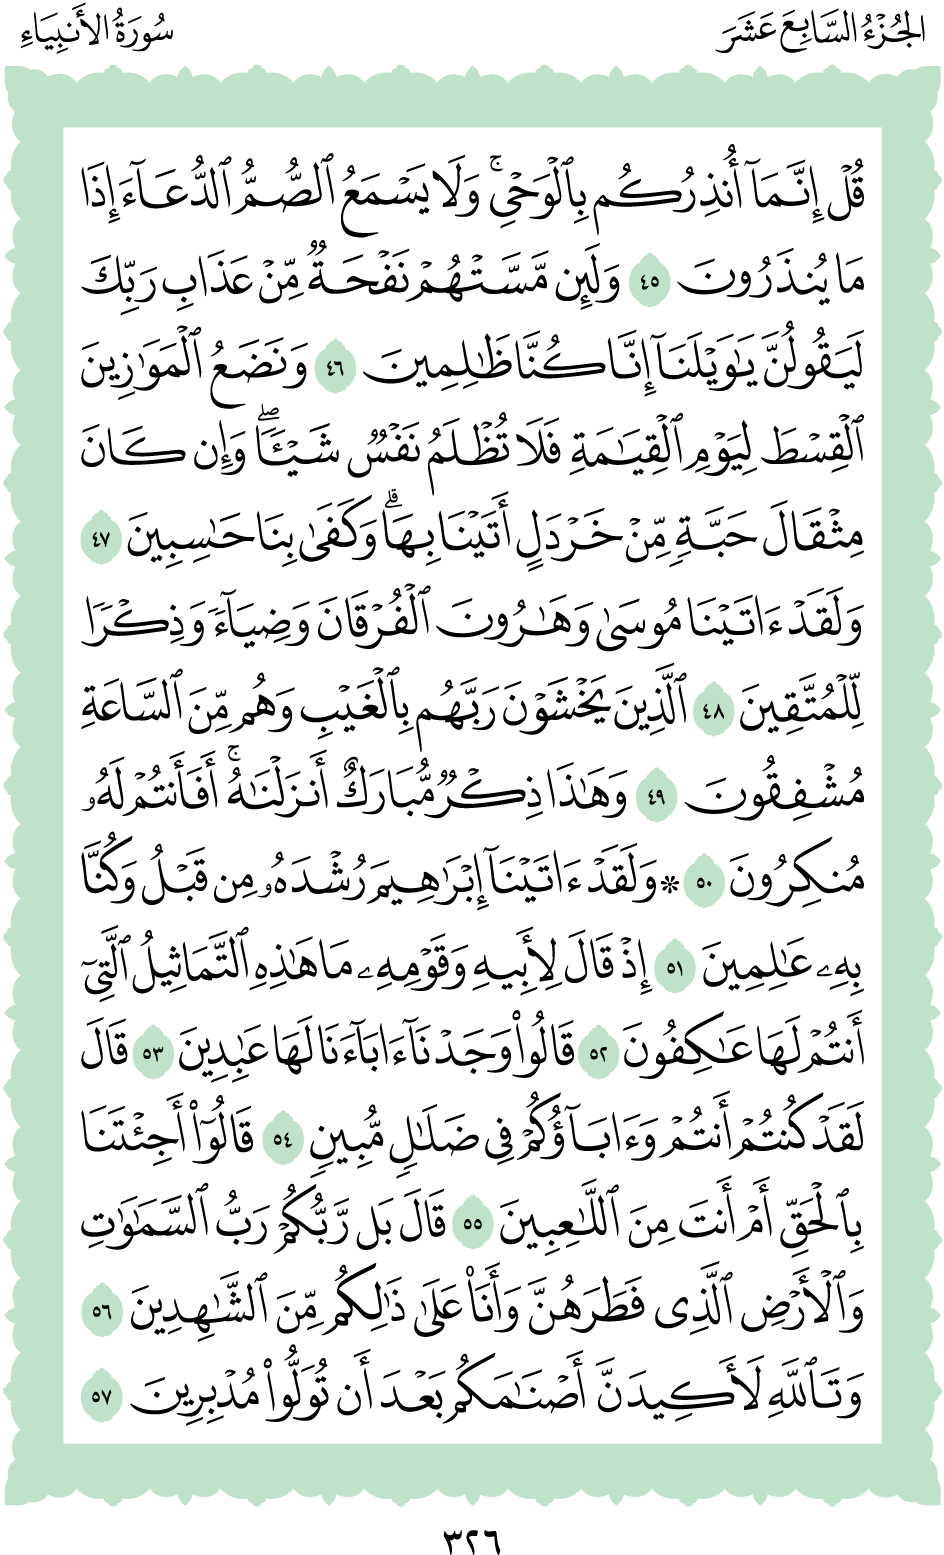 الجُزْءُ السَّابِعَ عَشَرَ
سُورَةُ الأَنبِيَاءِ
قُلْ إِنَّمَآ أُنذِرُكُم بِٱلْوَحْىِۚ وَلَا يَسْمَعُ ٱلصُّمُّ ٱلدُّعَآءَ إِذَا
مَا يُنذَرُونَ ٤٥ وَلَئِن مَّسَّتْهُمْ نَفْحَةٌ مِّنْ عَذَابِ رَبِّكَ
لَيَقُولُنَّ يَٰوَيْلَنَآ إِنَّا كُنَّا ظَٰلِمِينَ ٤٦ وَنَضَعُ ٱلْمَوَٰزِينَ
ٱلْقِسْطَ لِيَوْمِ ٱلْقِيَٰمَةِ فَلَا تُظْلَمُ نَفْسٌ شَيْـًٔاۖ وَإِن كَانَ
مِثْقَالَ حَبَّةٍ مِّنْ خَرْدَلٍ أَتَيْنَا بِهَاۗ وَكَفَىٰ بِنَا حَٰسِبِينَ ٤٧
وَلَقَدْ ءَاتَيْنَا مُوسَىٰ وَهَٰرُونَ ٱلْفُرْقَانَ وَضِيَآءً وَذِكْرًا
لِّلْمُتَّقِينَ ٤٨ ٱلَّذِينَ يَخْشَوْنَ رَبَّهُم بِٱلْغَيْبِ وَهُم مِّنَ ٱلسَّاعَةِ
مُشْفِقُونَ ٤٩ وَهَٰذَا ذِكْرٌ مُّبَارَكٌ أَنزَلْنَٰهُۚ أَفَأَنتُمْ لَهُۥ
مُنكِرُونَ ٥٠ ۞ وَلَقَدْ ءَاتَيْنَآ إِبْرَٰهِيمَ رُشْدَهُۥ مِن قَبْلُ وَكُنَّا
بِهِۦ عَٰلِمِينَ ٥١ إِذْ قَالَ لِأَبِيهِ وَقَوْمِهِۦ مَا هَٰذِهِ ٱلتَّمَاثِيلُ ٱلَّتِىٓ
أَنتُمْ لَهَا عَٰكِفُونَ ٥٢ قَالُوا۟ وَجَدْنَآ ءَابَآءَنَا لَهَا عَٰبِدِينَ ٥٣ قَالَ
لَقَدْ كُنتُمْ أَنتُمْ وَءَابَآؤُكُمْ فِى ضَلَٰلٍ مُّبِينٍ ٥٤ قَالُوٓا۟ أَجِئْتَنَا
بِٱلْحَقِّ أَمْ أَنتَ مِنَ ٱللَّٰعِبِينَ ٥٥ قَالَ بَل رَّبُّكُمْ رَبُّ ٱلسَّمَٰوَٰتِ
وَٱلْأَرْضِ ٱلَّذِى فَطَرَهُنَّ وَأَنَا۠ عَلَىٰ ذَٰلِكُم مِّنَ ٱلشَّٰهِدِينَ ٥٦
وَتَٱللَّهِ لَأَكِيدَنَّ أَصْنَٰمَكُم بَعْدَ أَن تُوَلُّوا۟ مُدْبِرِينَ ٥٧
٣٢٦